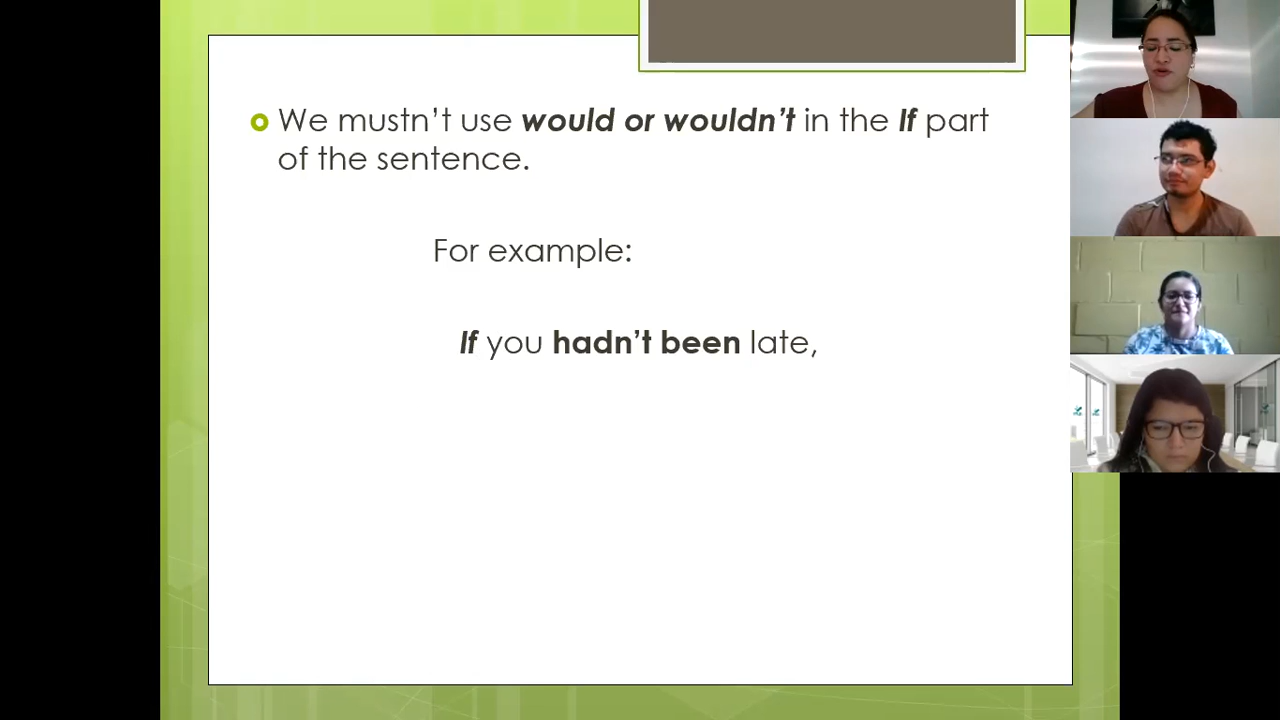 We mustn't use would or wouldn't in the If part
of the sentence.
For example:
If you hadn't been late,